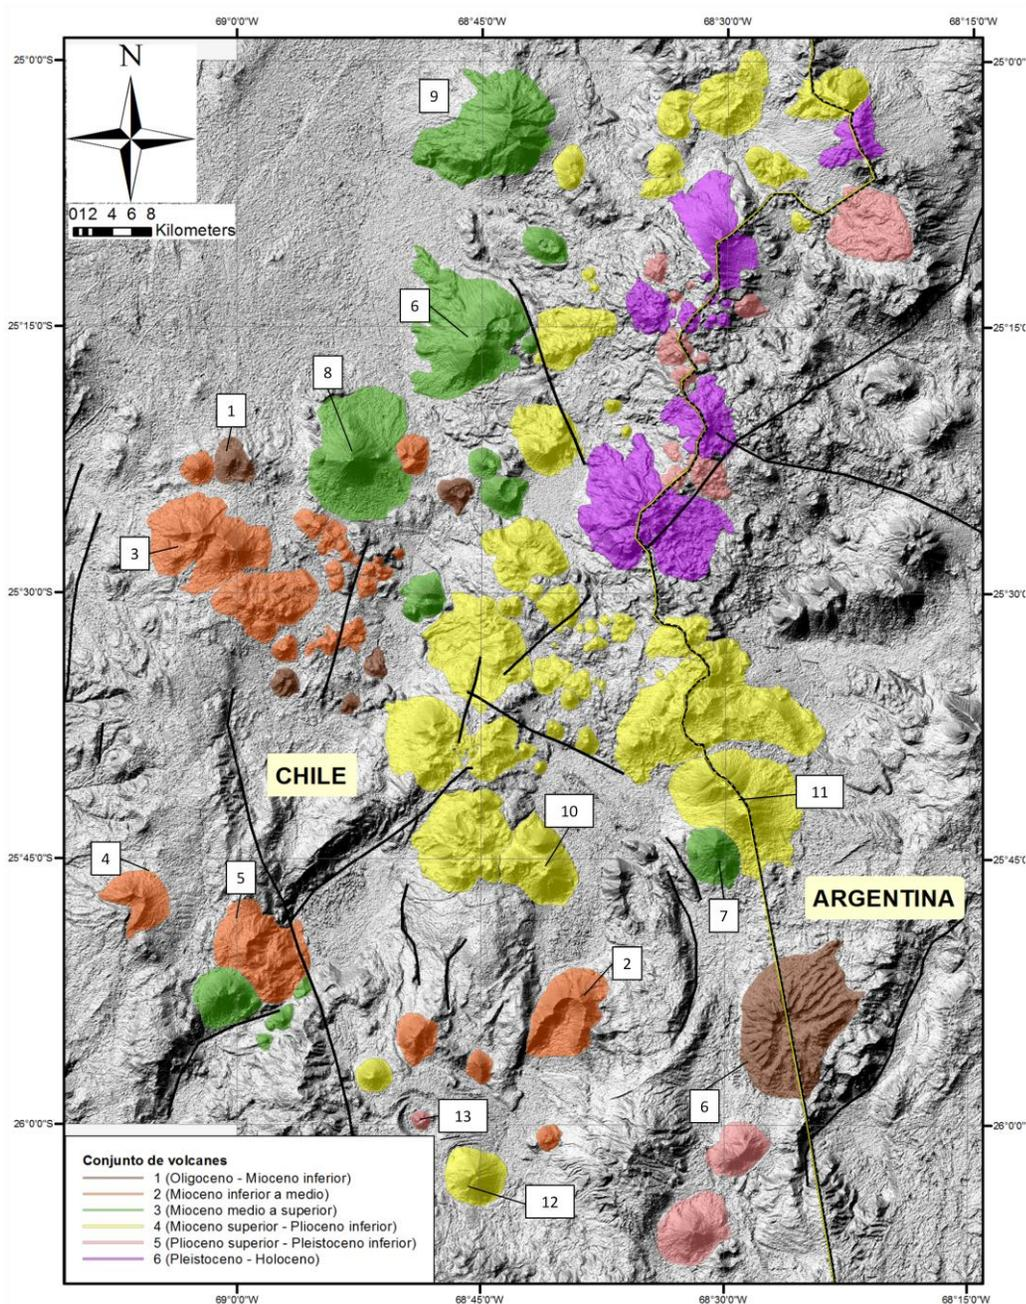 69°0'0"W 68°45'0"W 68°30'0"W 68°15'0"W
25°0'0"S
25°0'0"S
N
9
012 4 6 8
Kilometers
6
25°15'0"S
25°15'0"S
8
1
3
25°30'0"S
25°30'0"S
CHILE
11
10
4
25°45'0"S
25°45'0"S
5
7
ARGENTINA
2
6
13
26°0'0"S
26°0'0"S
12
Conjunto de volcanes
1 (Oligoceno - Mioceno inferior)
2 (Mioceno inferior a medio)
3 (Mioceno medio a superior)
4 (Mioceno superior - Plioceno inferior)
5 (Plioceno superior - Pleistoceno inferior)
6 (Pleistoceno - Holoceno)
69°0'0"W 68°45'0"W 68°30'0"W 68°15'0"W